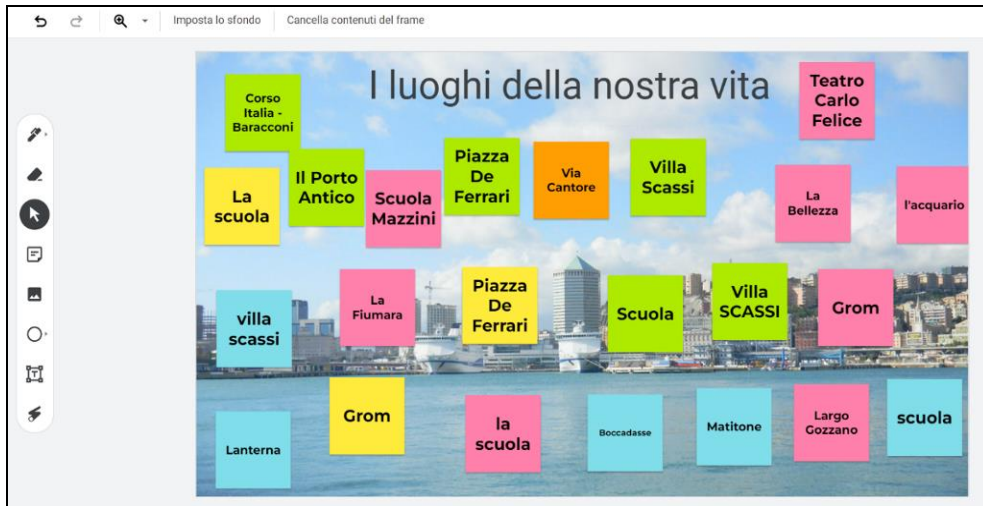 Imposta lo sfondo
Cancella contenuti del frame
I luoghi della nostra vita
Corso
Italia -
Baracconi
Teatro
Carlo
Felice
La
scuola
Il Porto
Antico
Scuola
Mazzini
Piazza
De
Ferrari
Via
Cantore
Villa
Scassi
La
Bellezza
l'acquario
villa
scassi
La
Fiumara
Piazza
De
Ferrari
Scuola
Villa
SCASSI
Grom
Lanterna
Grom
la
scuola
Boccadasse
Matitone
Largo
Gozzano
scuola